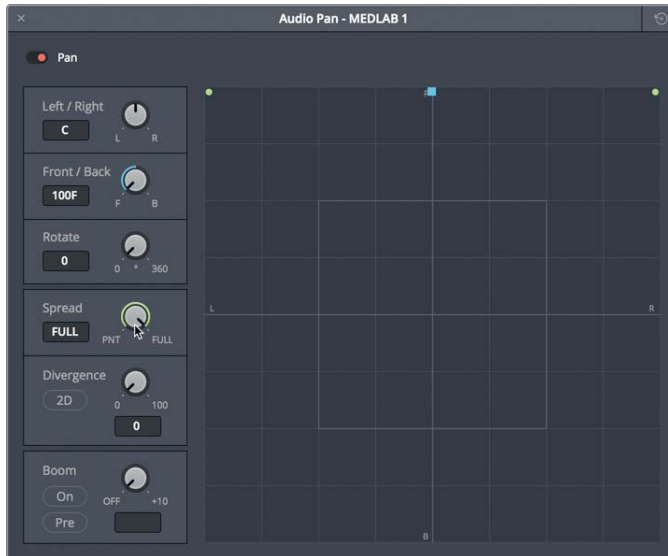 Audio Pan - MEDLAB 1
Pan
Left / Right
C
L R
Front / Back
100F
F B
Rotate
0
0 ° 360
Spread
FULL
PNT FULL
Divergence
2D
0 100
0
Boom
On
OFF +10
Pre
F
L R
B